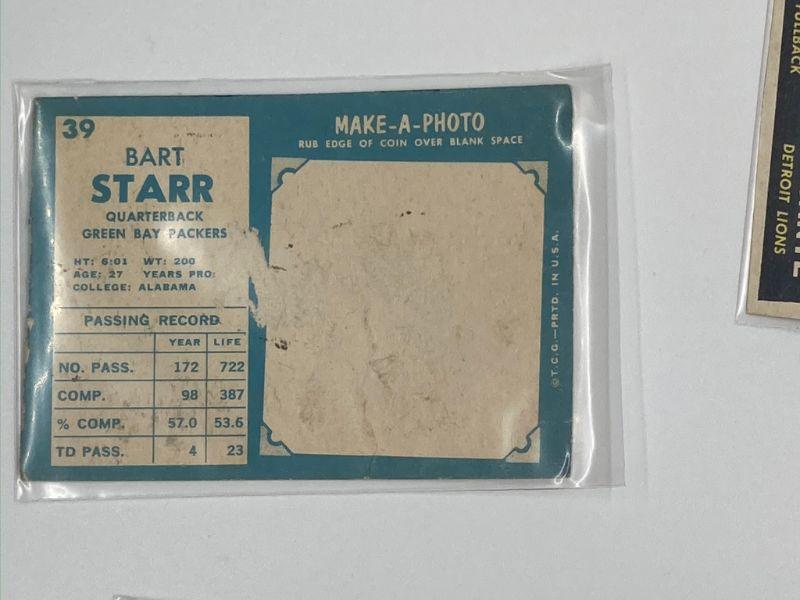 39
BART
STARR
QUARTERBACK
GREEN BAY PACKERS
HT: 6:01 WT: 200
AGE: 27 YEARS PRO:
COLLEGE: ALABAMA
PASSING RECORD
YEAR LIFE
NO. PASS. 172 722
COMP. 98 387
% COMP. 57.0 53.6
TD PASS. 4 23
MAKE-A-PHOTO
RUB EDGE OF COIN OVER BLANK SPACE
©T.C.G.—PRTD. IN U.S.A.
FULLBACK
DETROIT LIONS